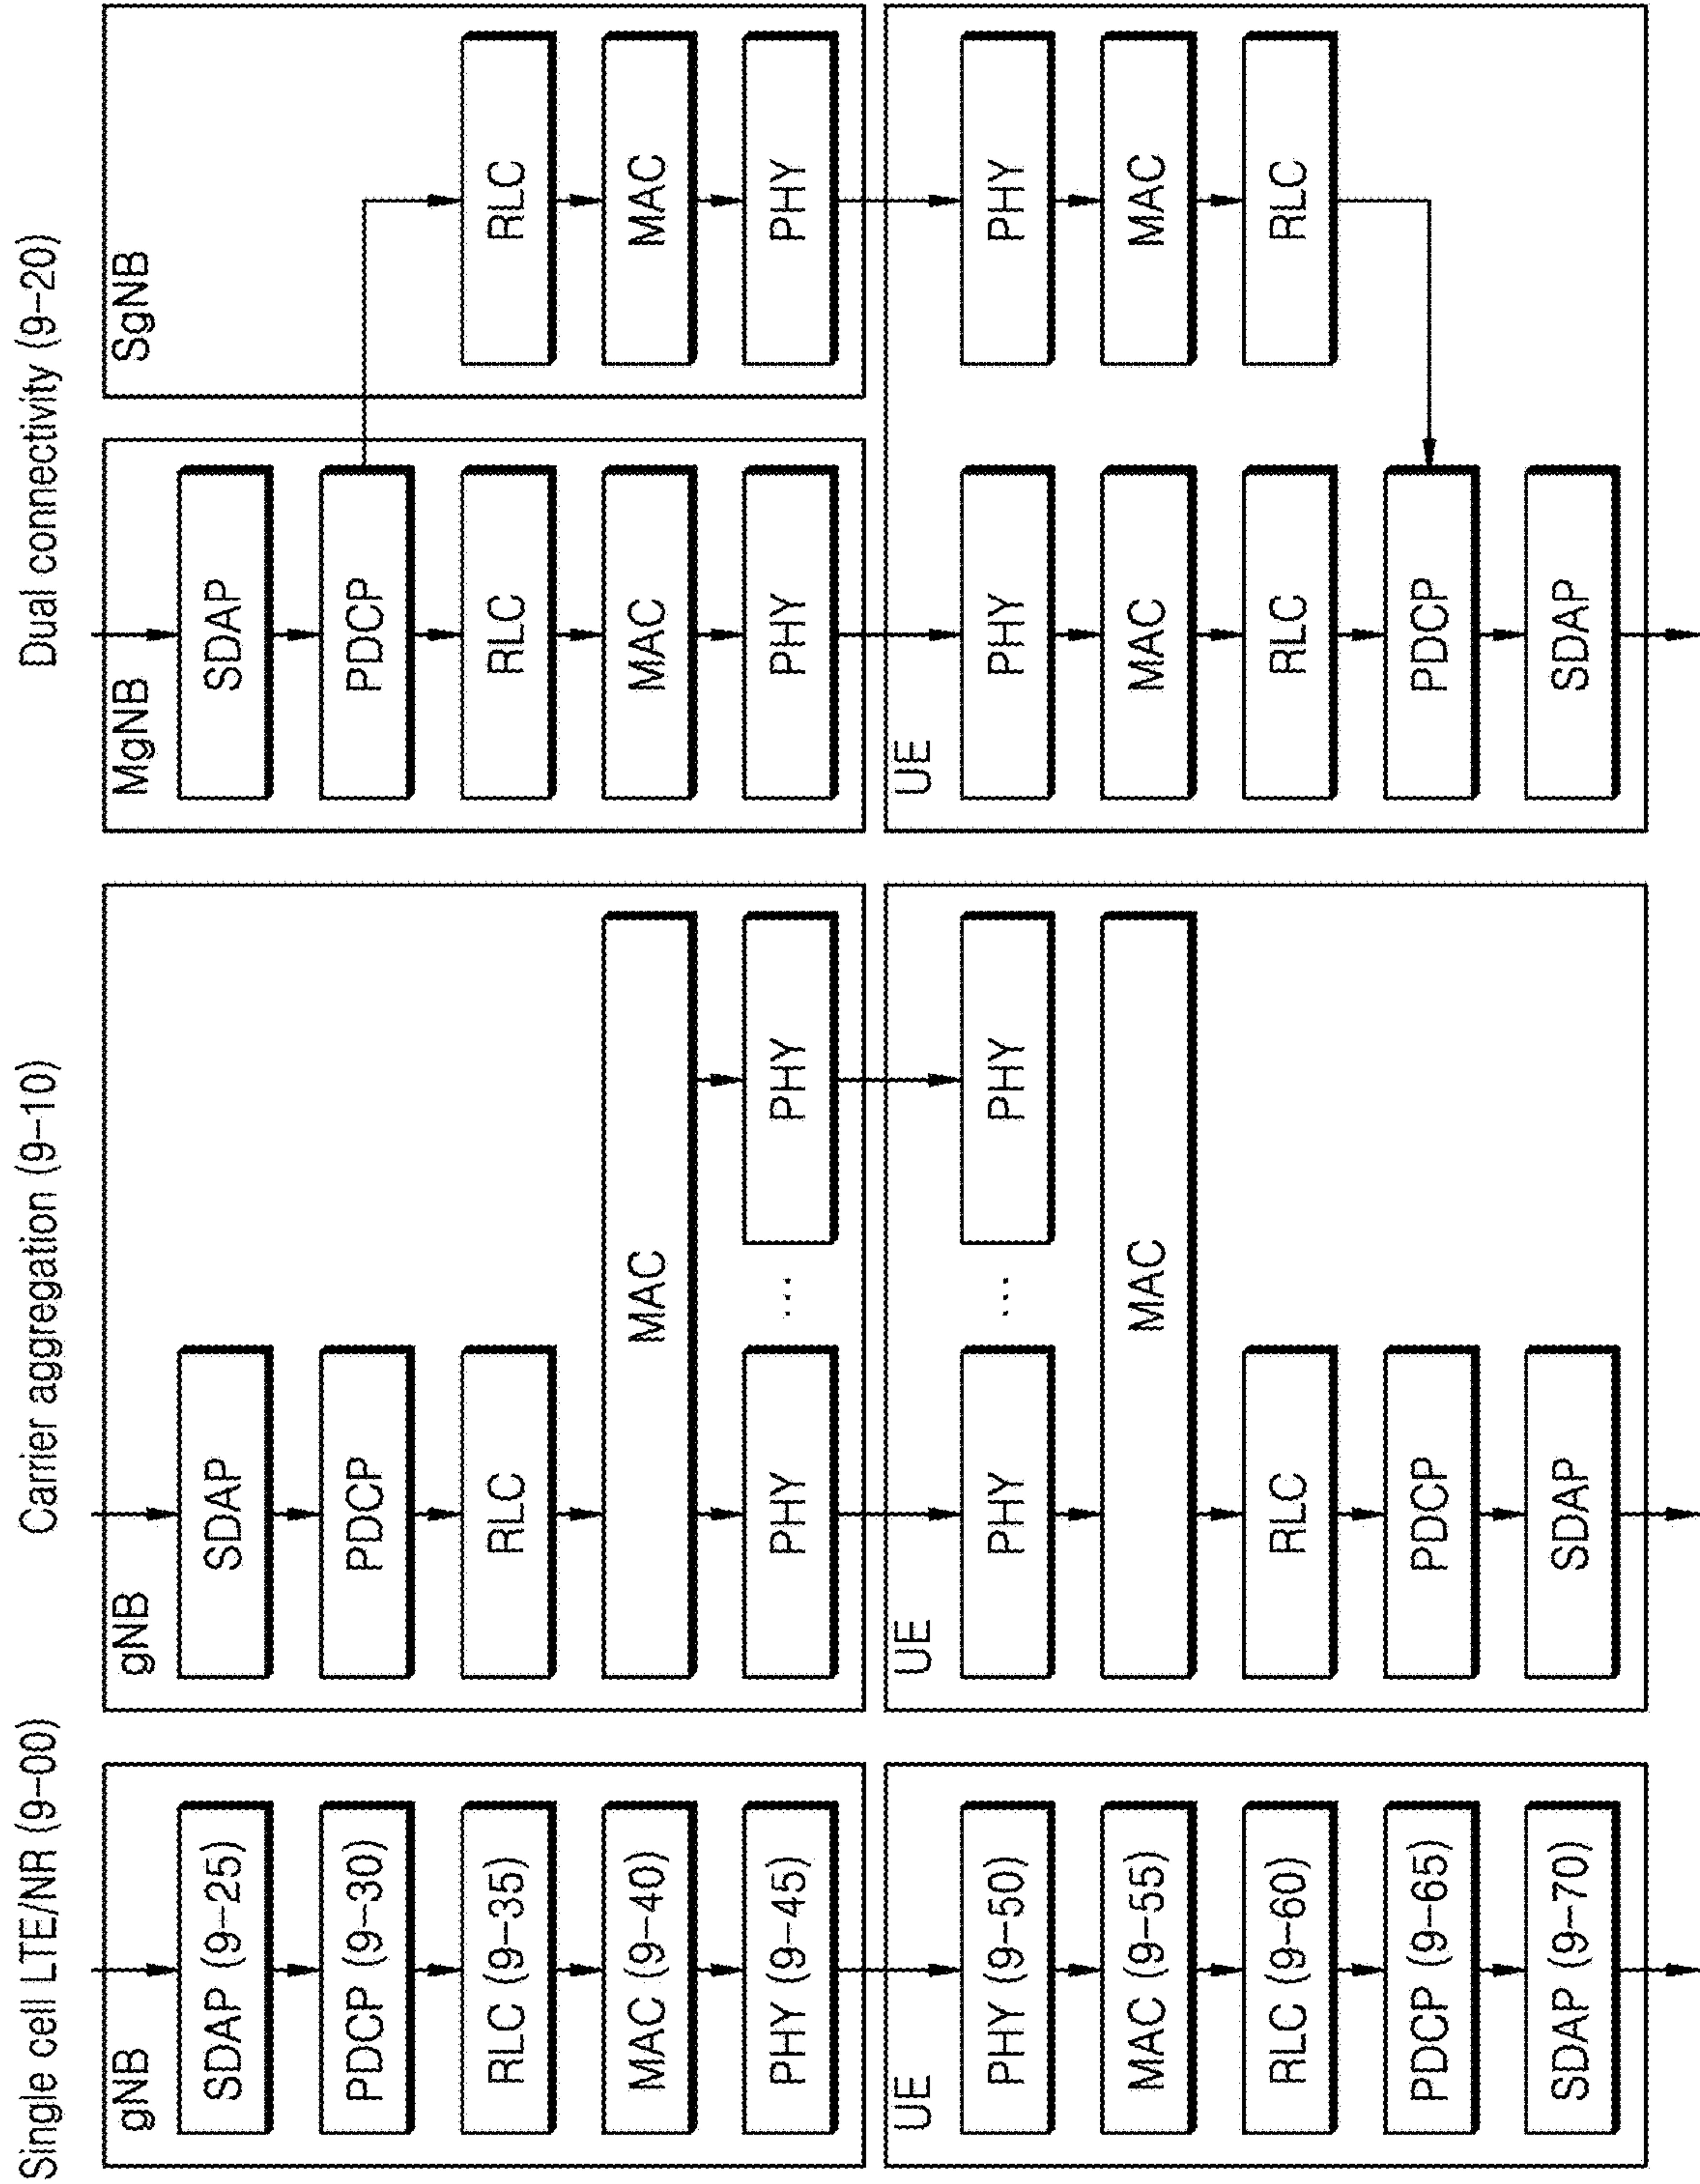 Single cell LTE/NR (9-00)
gNB
SDAP (9-25)
PDCP (9-30)
RLC (9-35)
MAC (9-40)
PHY (9-45)
UE
PHY (9-50)
MAC (9-55)
RLC (9-60)
PDCP (9-65)
SDAP (9-70)
Carrier aggregation (9-10)
gNB
SDAP
PDCP
RLC
MAC
PHY
...
PHY
UE
PHY
...
PHY
MAC
RLC
PDCP
SDAP
Dual connectivity (9-20)
MgNB
SDAP
PDCP
RLC
MAC
PHY
SgNB
RLC
MAC
PHY
UE
PHY
MAC
RLC
PDCP
SDAP
PHY
MAC
RLC